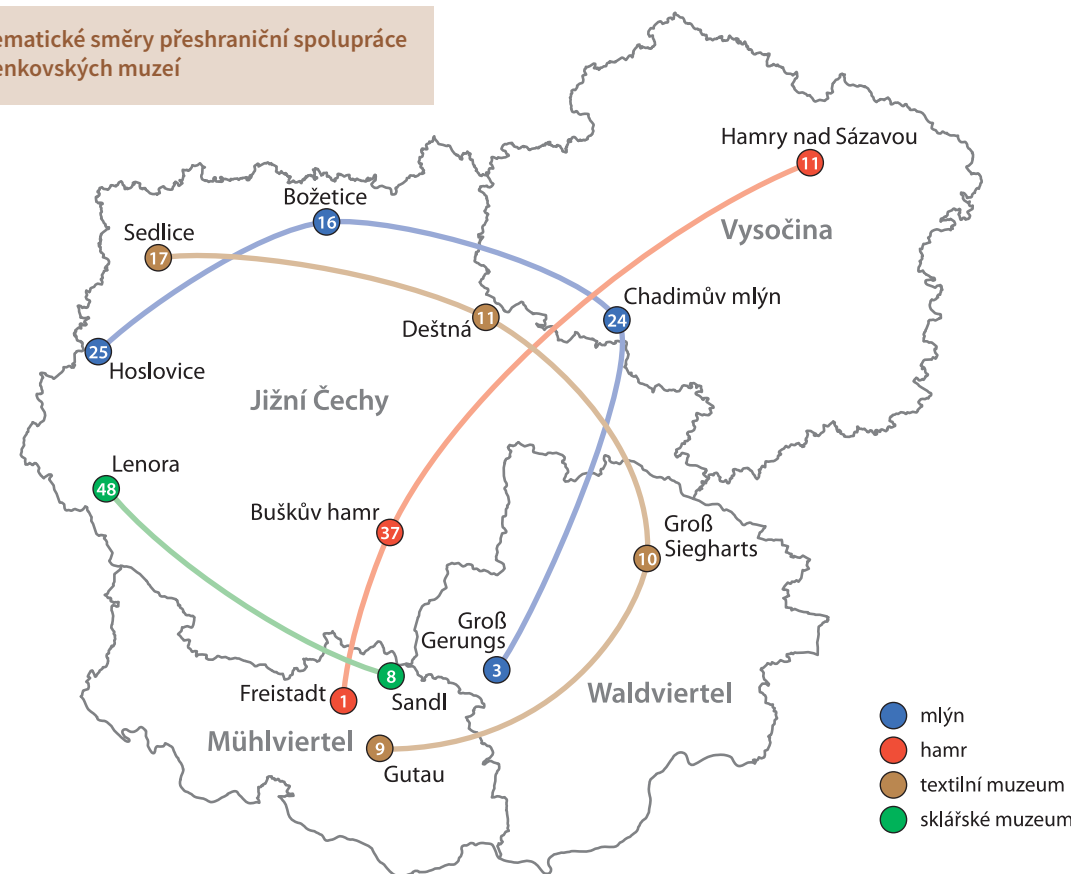 ematické směry přeshraniční spolupráce
enkovských muzeí
Hamry nad Sázavou
11
Božetice
16
Vysočina
Sedlice
17
Chadimův mlýn
24
11
Deštná
25
Hoslovice
Jižní Čechy
Lenora
48
Buškův hamr
37
Groß
Siegharts
10
Groß
Gerungs
3
8
Freistadt
1
Sandl
Waldviertel
Mühlviertel
9
Gutau
mlýn
hamr
textilní muzeum
sklářské muzeum